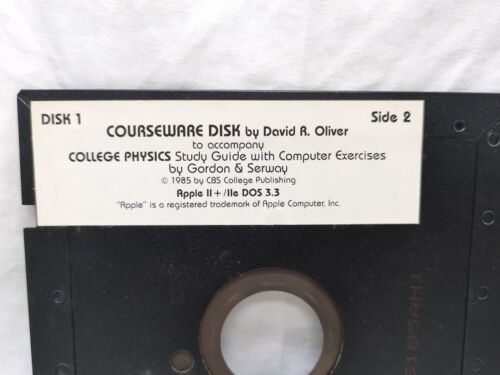 DISK 1 Side 2
COURSEWARE DISK by David R. Oliver
to accompany
COLLEGE PHYSICS Study Guide with Computer Exercises
by Gordon & Serway
© 1985 by CBS College Publishing
Apple II+/IIe DOS 3.3
"Apple" is a registered trademark of Apple Computer, Inc.